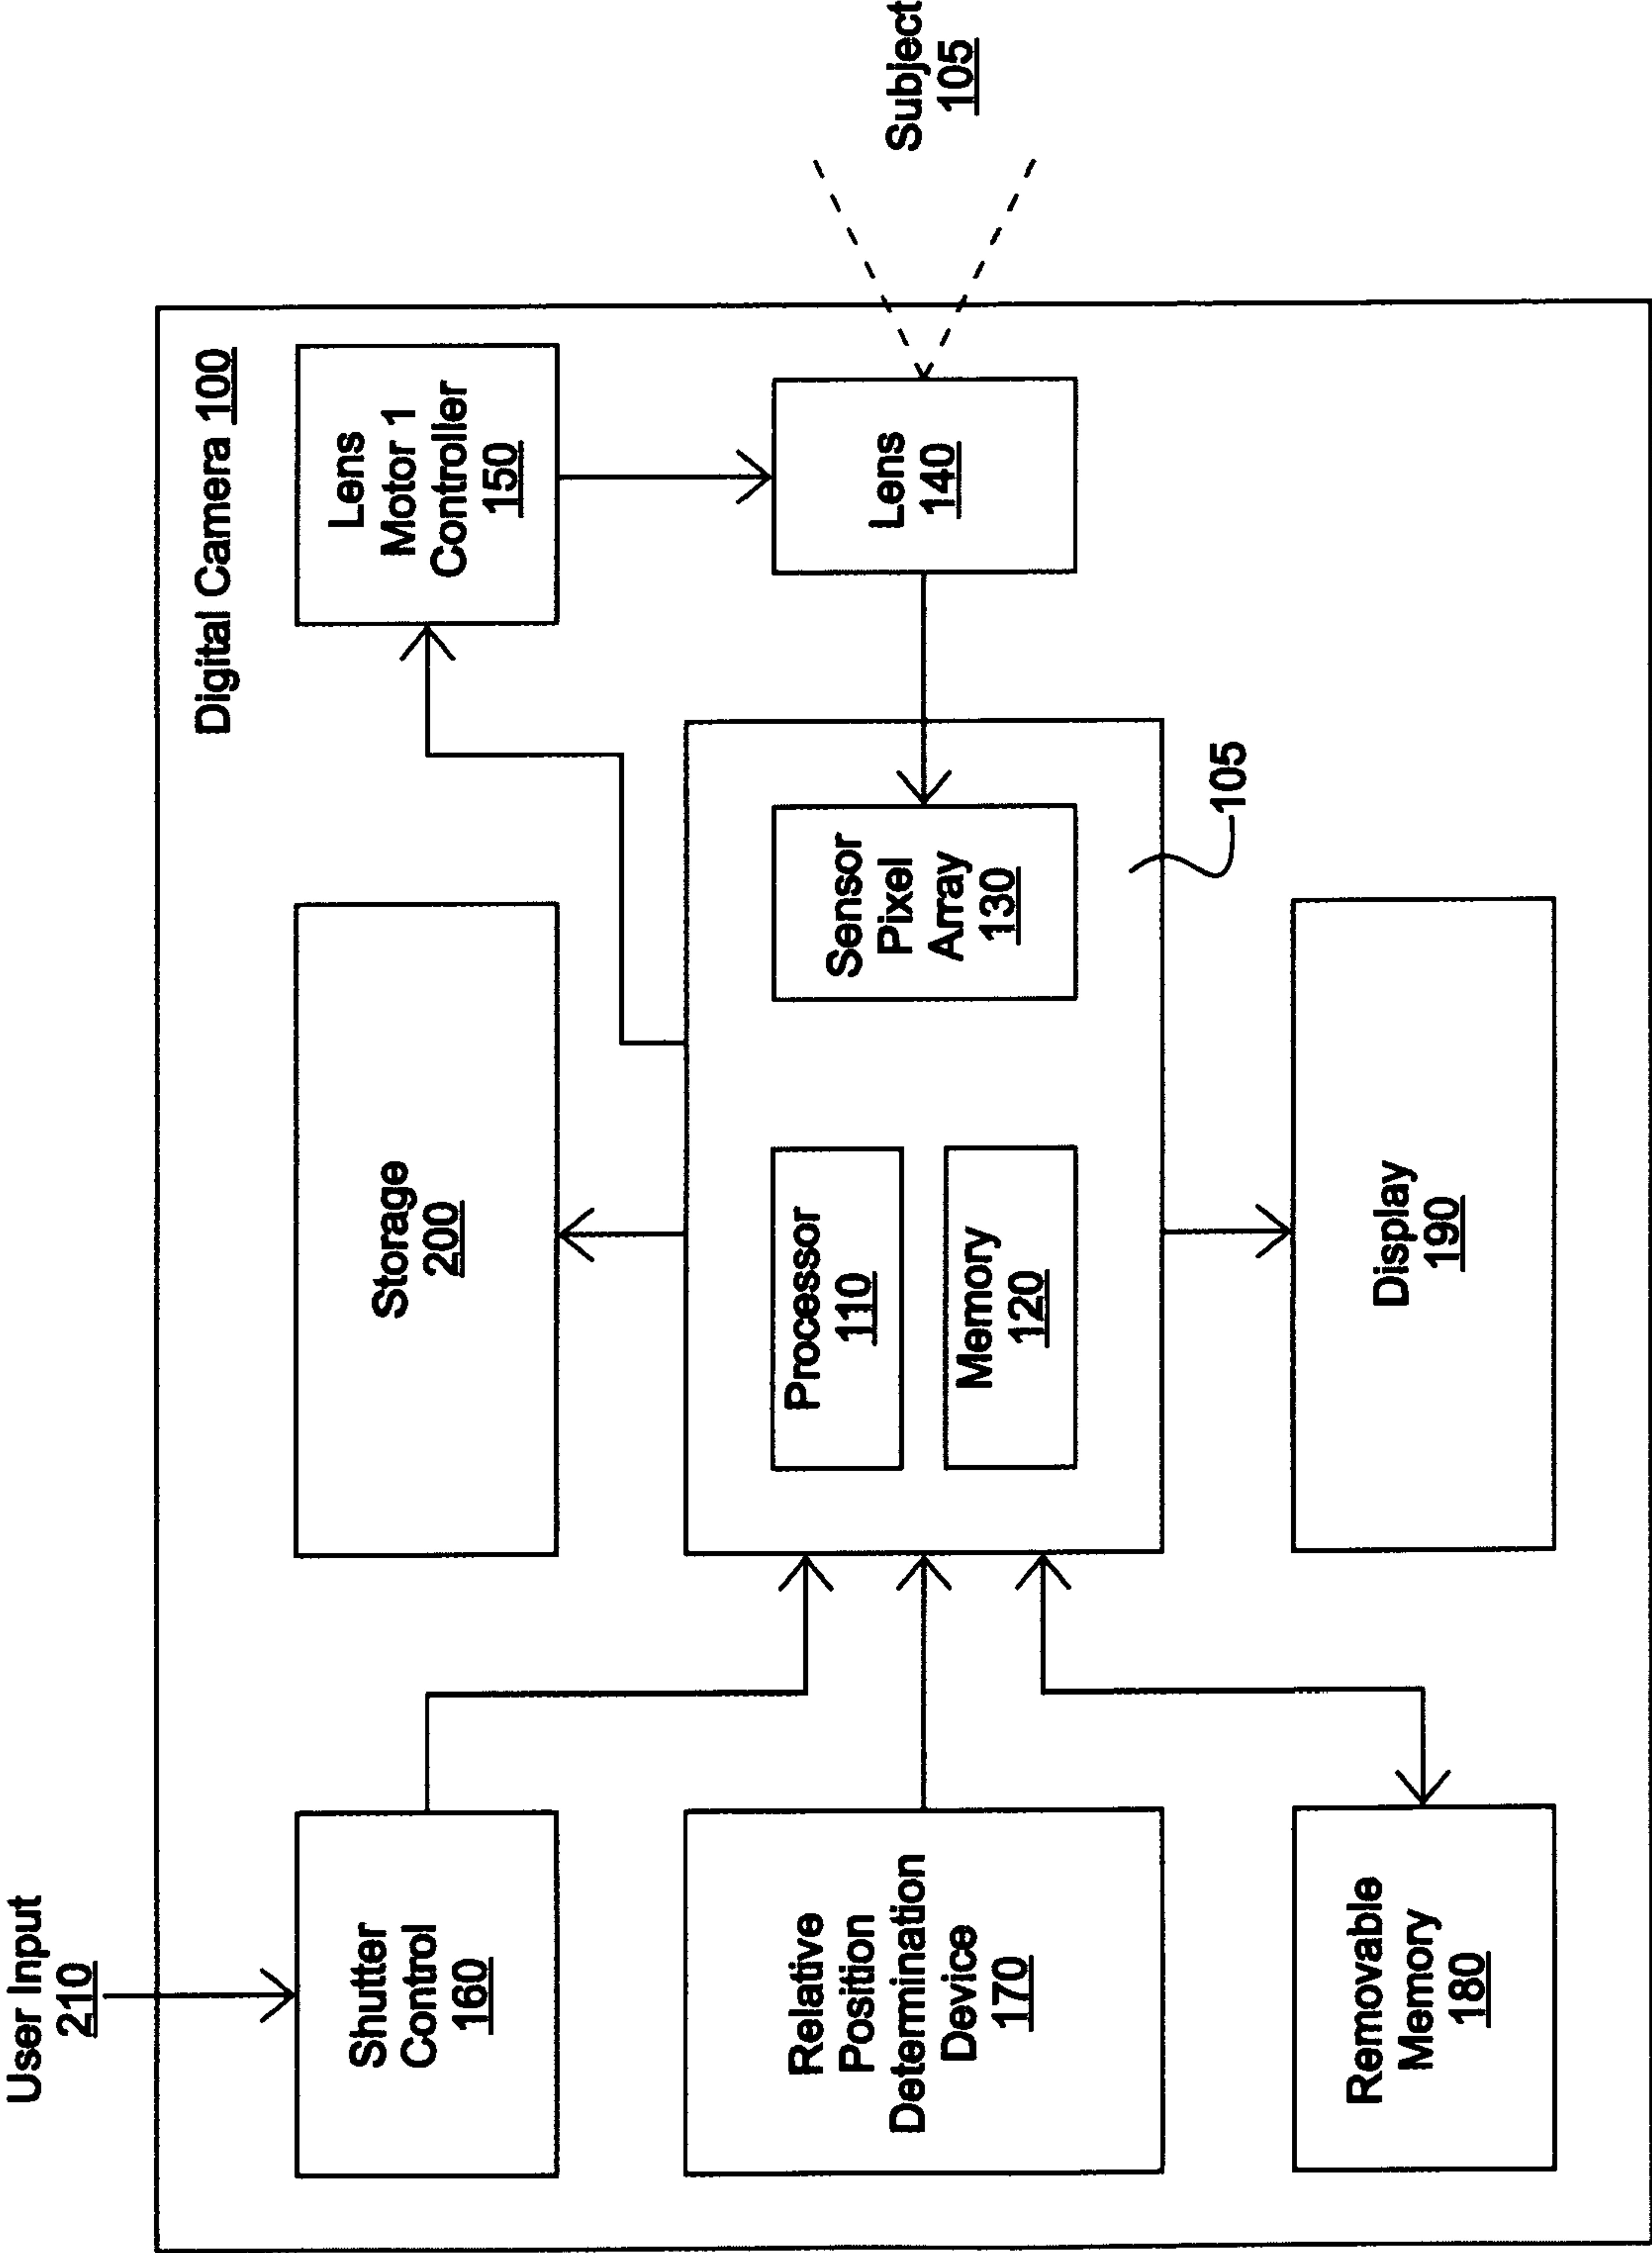 User Input
210
Digital Camera 100
Shutter
Control
160
Storage
200
Lens
Motor 1
Controller
150
Relative
Position
Determination
Device
170
Processor
110
Memory
120
Sensor
Pixel
Array
130
Lens
140
Subject
105
105
Removable
Memory
180
Display
190